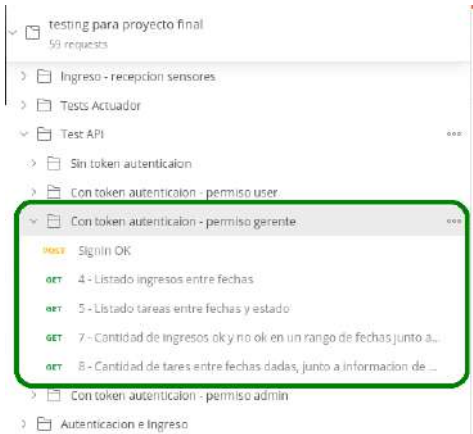 testing para proyecto final
59 requests
Ingreso - recepcion sensores
Tests Actuador
Test API
Sin token autenticaion
Con token autenticaion - permiso user
Con token autenticaion - permiso gerente
POST SignIn OK
GET 4 - Listado ingresos entre fechas
GET 5 - Listado tareas entre fechas y estado
GET 7 - Cantidad de ingresos ok y no ok en un rango de fechas junto a...
GET 8 - Cantidad de tares entre fechas dadas, junto a informacion de ...
Con token autenticaion - permiso admin
Autenticacion e Ingreso